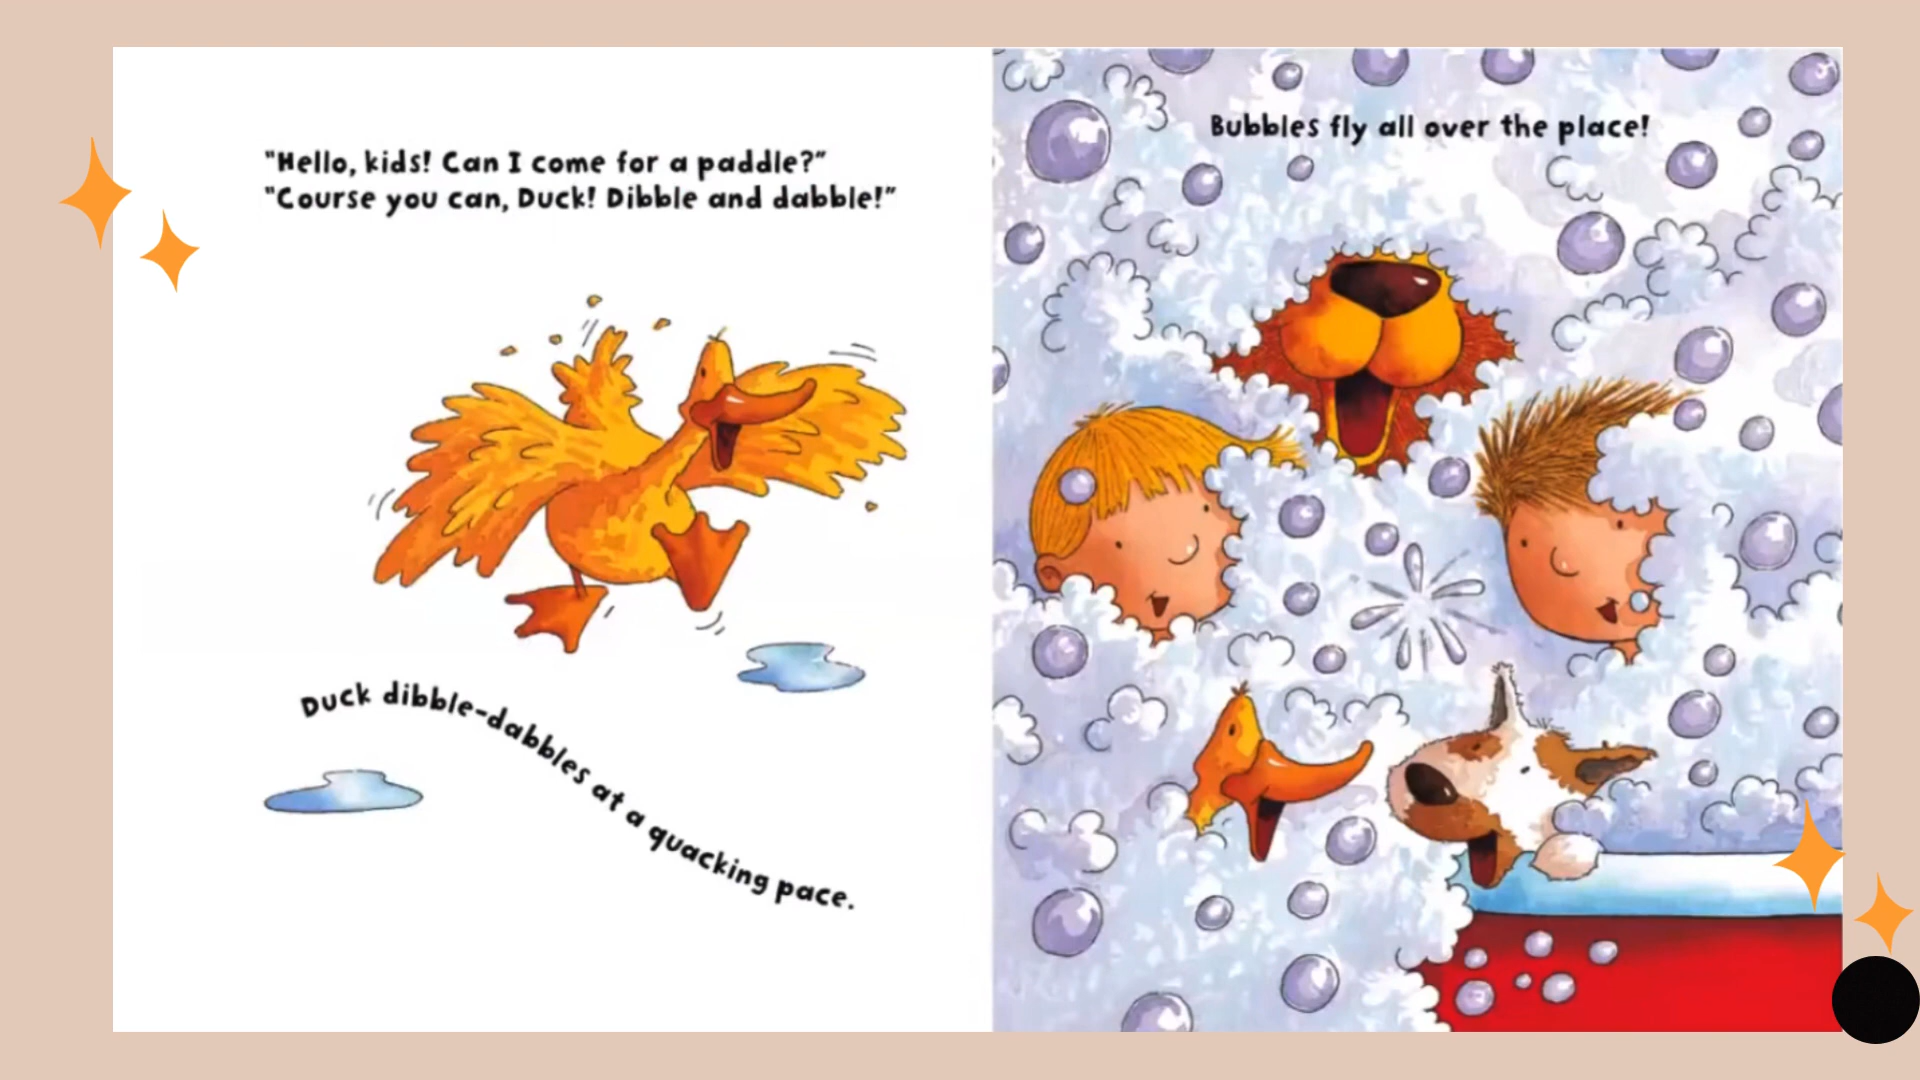 "Hello, kids! Can I come for a paddle?"
"Course you can, Duck! Dibble and dabble!"
Duck dibble-dabbles at a quacking pace.
Bubbles fly all over the place!